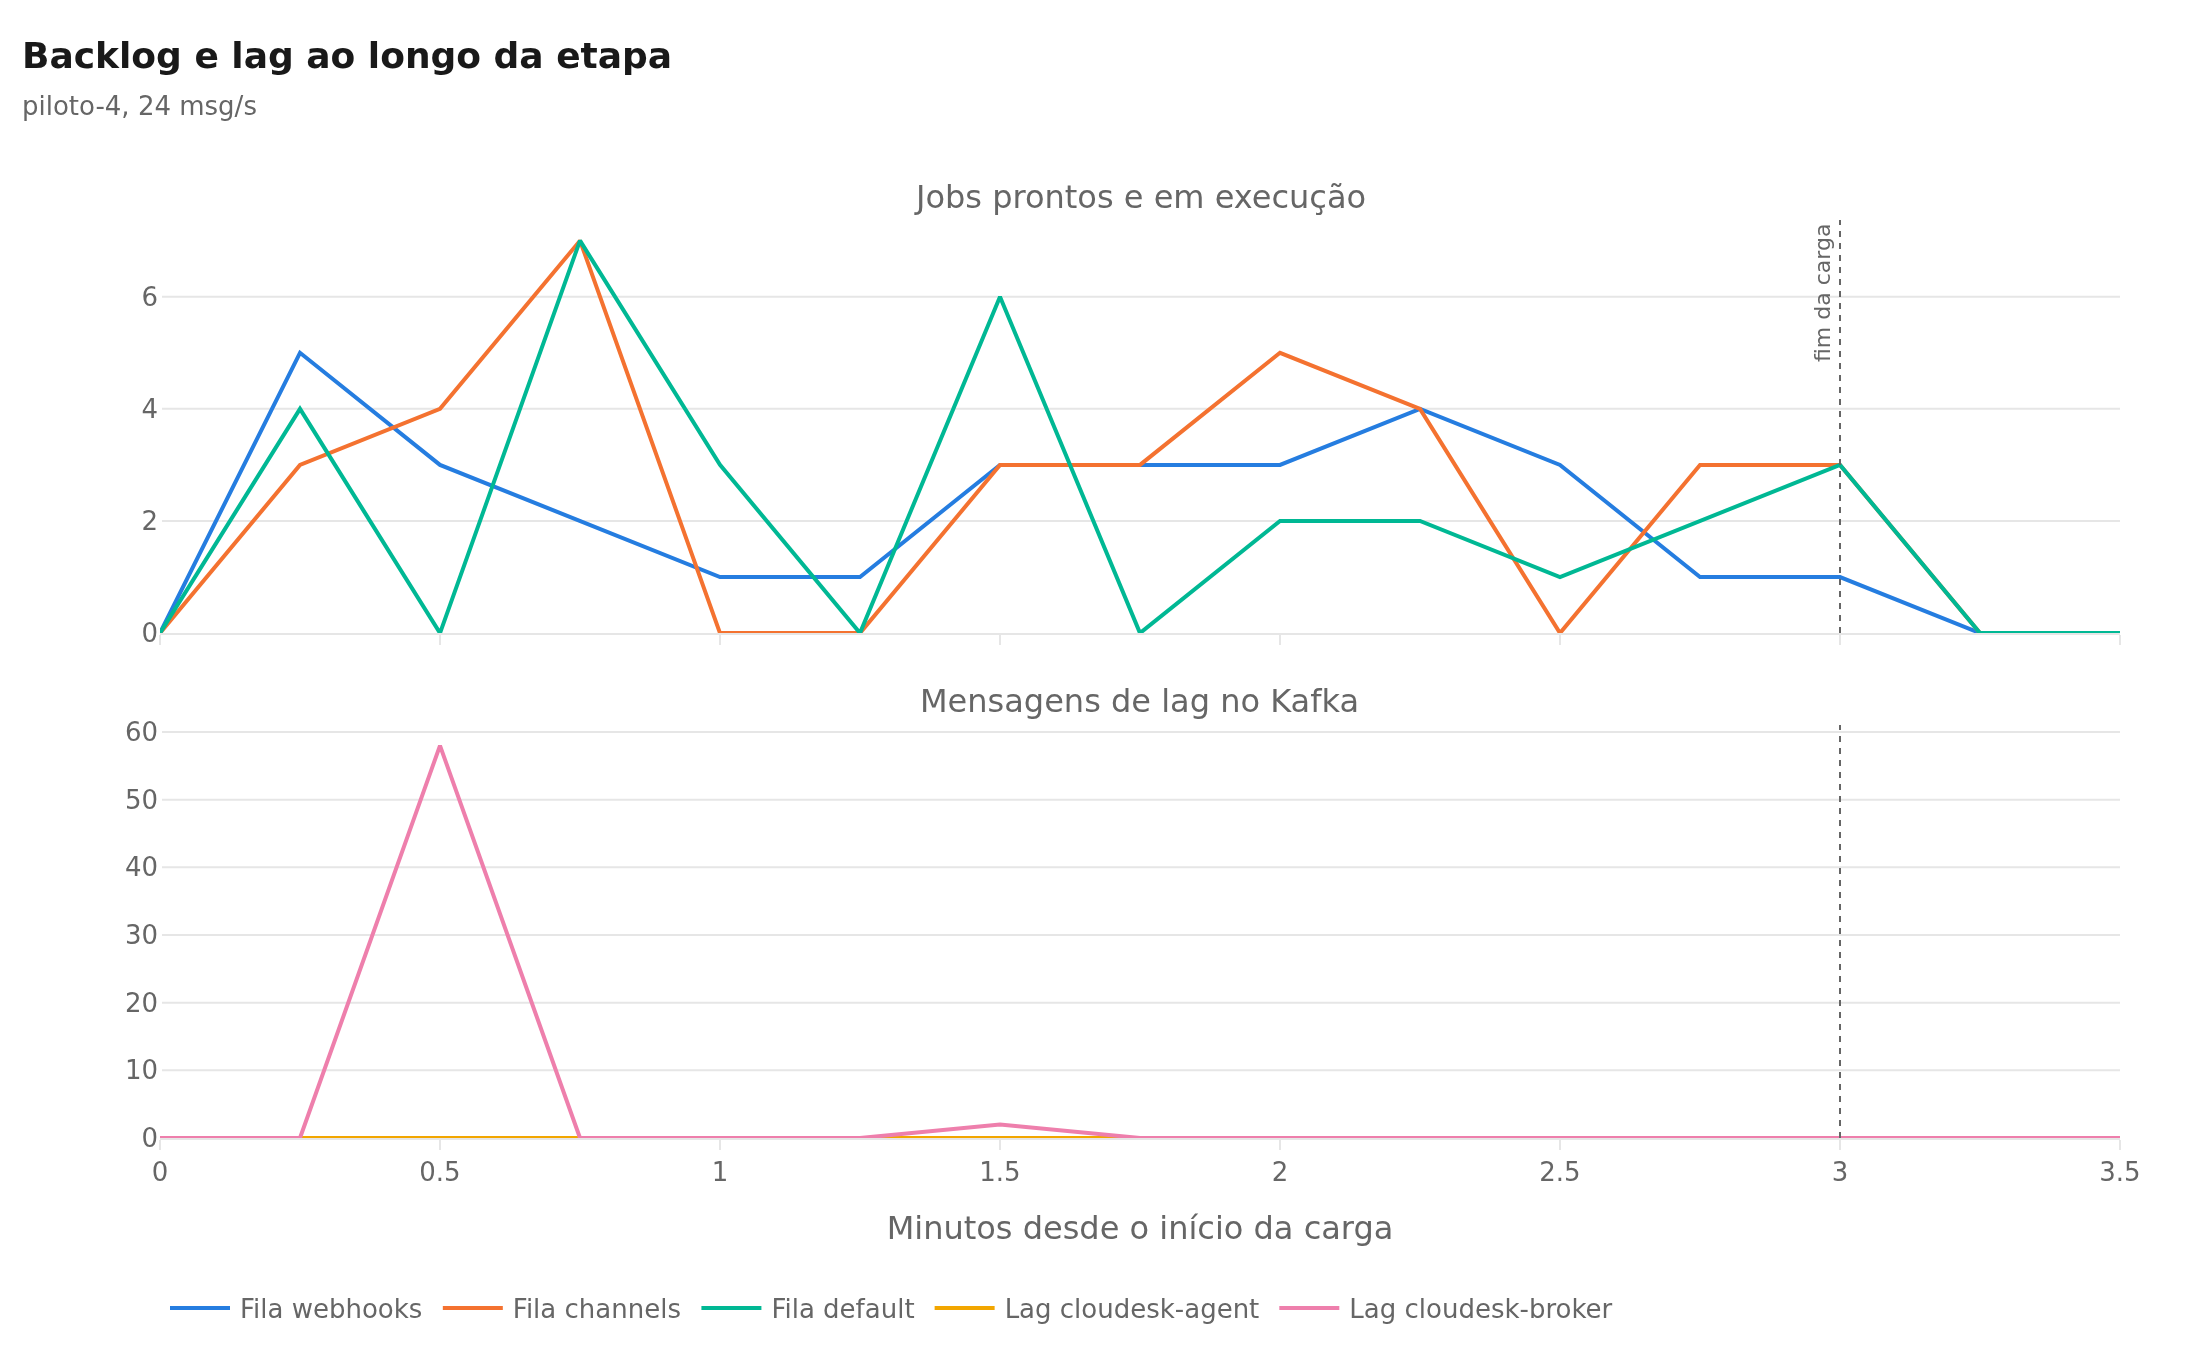 Backlog e lag ao longo da etapa
piloto-4, 24 msg/s
Jobs prontos e em execução
fim da carga
6
4
2
0
Mensagens de lag no Kafka
60
50
40
30
20
10
0
0 0.5 1 1.5 2 2.5 3 3.5
Minutos desde o início da carga
Fila webhooks Fila channels Fila default Lag cloudesk-agent Lag cloudesk-broker